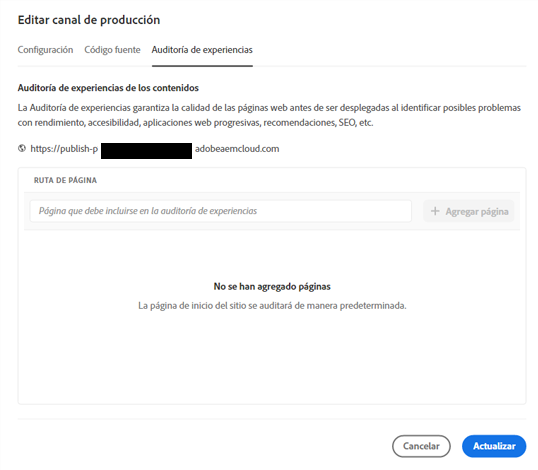 Editar canal de producción
Configuración Código fuente Auditoría de experiencias
Auditoría de experiencias de los contenidos
La Auditoría de experiencias garantiza la calidad de las páginas web antes de ser desplegadas al identificar posibles problemas
con rendimiento, accesibilidad, aplicaciones web progresivas, recomendaciones, SEO, etc.
https://publish-p adobeaemcloud.com
RUTA DE PÁGINA
Página que debe incluirse en la auditoría de experiencias + Agregar página
No se han agregado páginas
La página de inicio del sitio se auditará de manera predeterminada.
Cancelar Actualizar